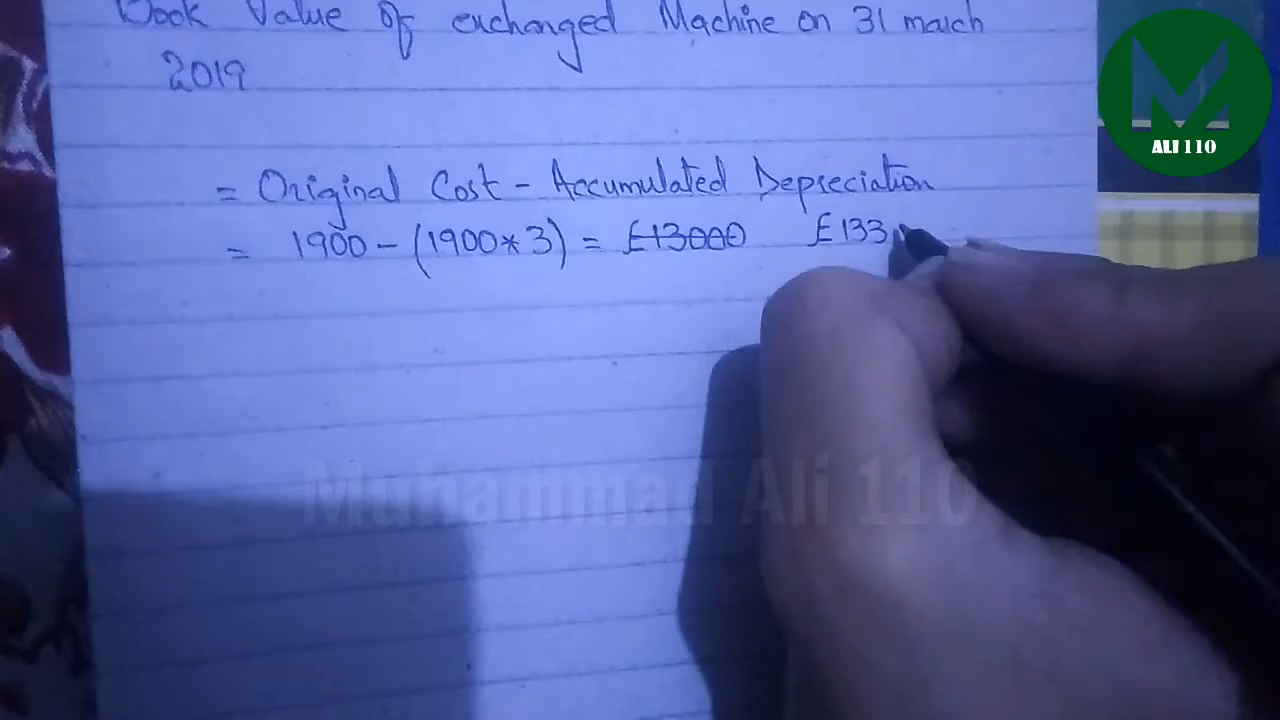 Book Value of exchanged Machine on 31 march
2019
= Original Cost - Accumulated Depreciation
= 1900 - (1900*3) = £13000 £133
M
ALI 110
Muhammad Ali 110